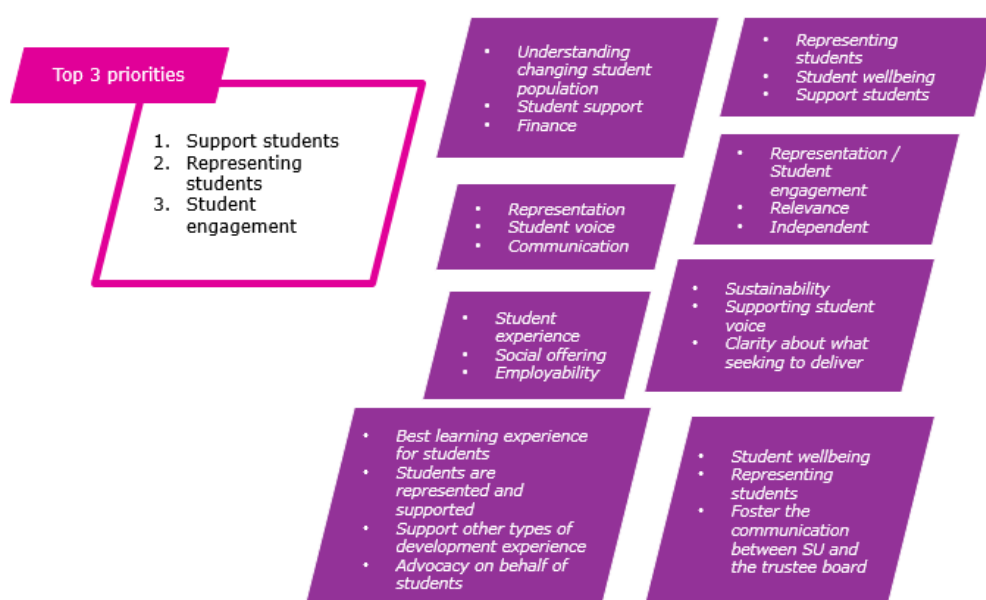 Top 3 priorities
1. Support students
2. Representing
students
3. Student
engagement
• Understanding
changing student
population
• Student support
• Finance
• Representing
students
• Student wellbeing
• Support students
• Representation /
Student
engagement
• Relevance
• Independent
• Representation
• Student voice
• Communication
• Sustainability
• Supporting student
voice
• Clarity about what
seeking to deliver
• Student
experience
• Social offering
• Employability
• Best learning experience
for students
• Students are
represented and
supported
• Support other types of
development experience
• Advocacy on behalf of
students
• Student wellbeing
• Representing
students
• Foster the
communication
between SU and
the trustee board